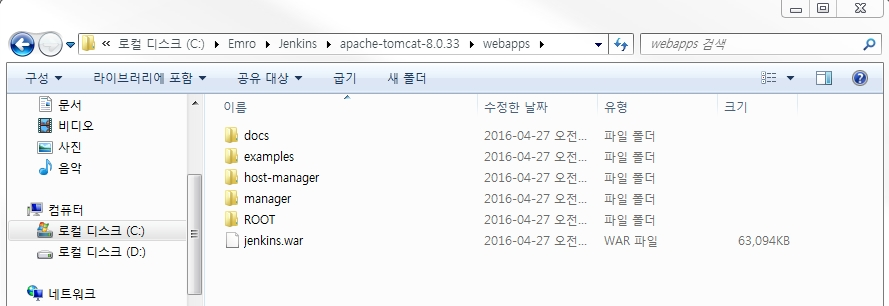 « 로컬 디스크 (C:) ▸ Emro ▸ Jenkins ▸ apache-tomcat-8.0.33 ▸ webapps ▸
webapps 검색
구성 라이브러리에 포함 공유 대상 굽기 새 폴더
이름 수정한 날짜 유형 크기
문서
비디오
사진
음악
컴퓨터
로컬 디스크 (C:)
로컬 디스크 (D:)
네트워크
docs 2016-04-27 오전... 파일 폴더
examples 2016-04-27 오전... 파일 폴더
host-manager 2016-04-27 오전... 파일 폴더
manager 2016-04-27 오전... 파일 폴더
ROOT 2016-04-27 오전... 파일 폴더
jenkins.war 2016-04-27 오전... WAR 파일 63,094KB